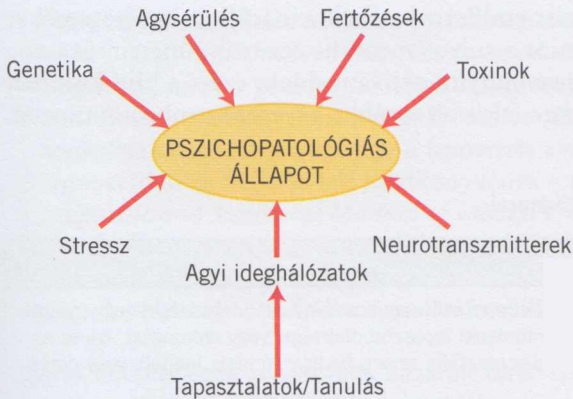 Agysérülés
Fertőzések
Genetika
Toxinok
PSZICHOPATOLÓGIÁS
ÁLLAPOT
Stressz
Neurotranszmitterek
Agyi ideghálózatok
Tapasztalatok/Tanulás